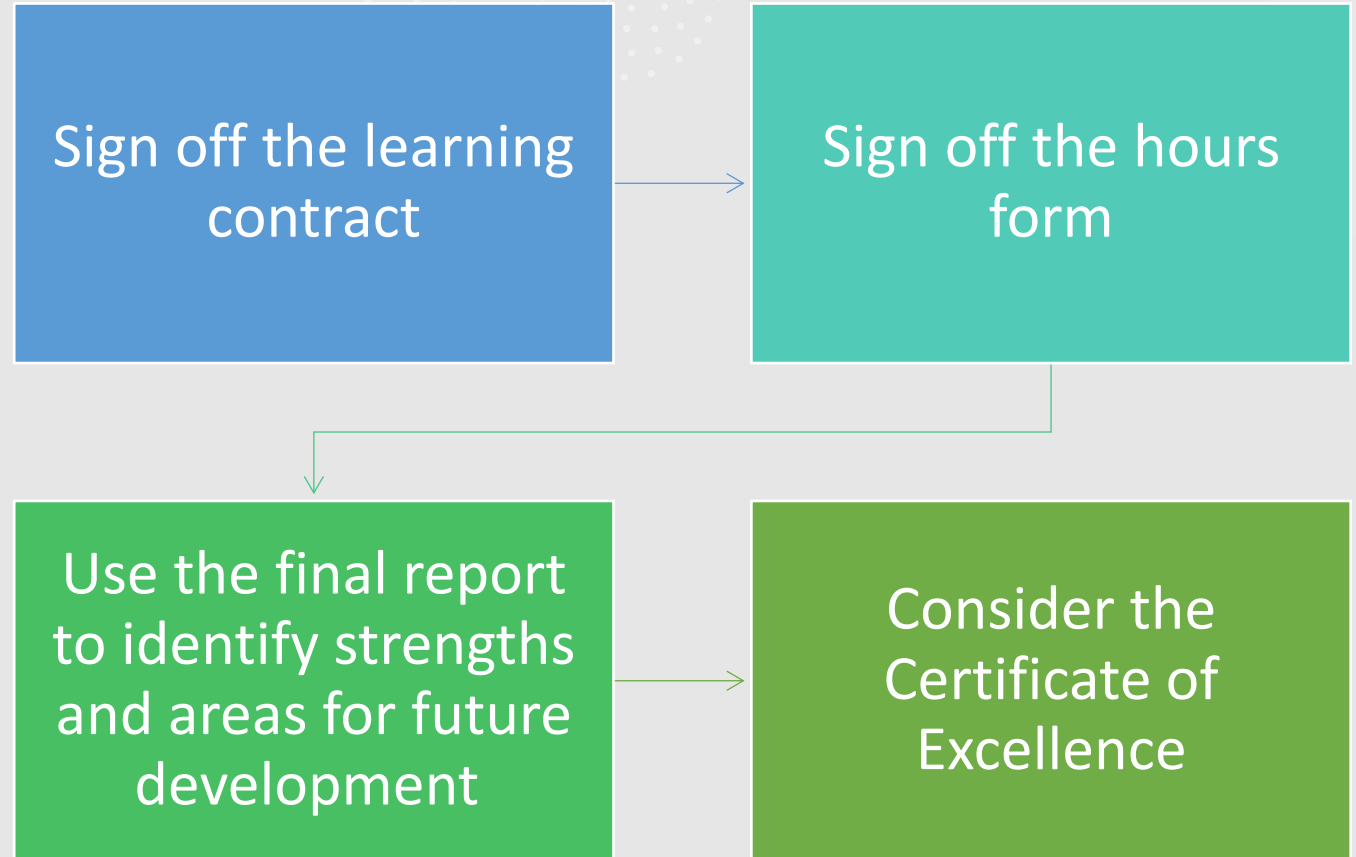 Sign off the learning
contract
Sign off the hours
form
Use the final report
to identify strengths
and areas for future
development
Consider the
Certificate of
Excellence